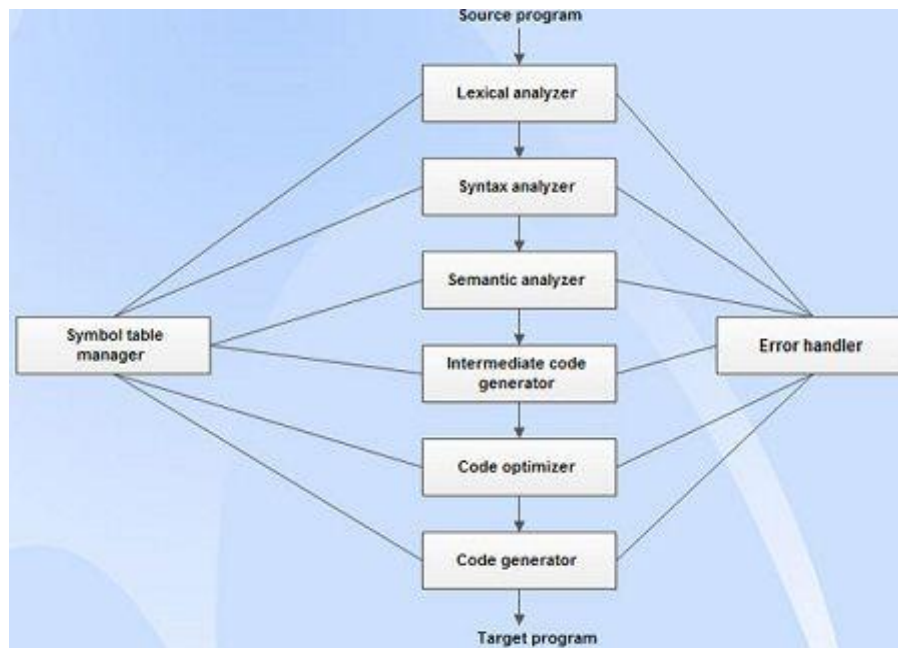 Source program
Lexical analyzer
Syntax analyzer
Semantic analyzer
Symbol table
manager
Intermediate code
generator
Error handler
Code optimizer
Code generator
Target program